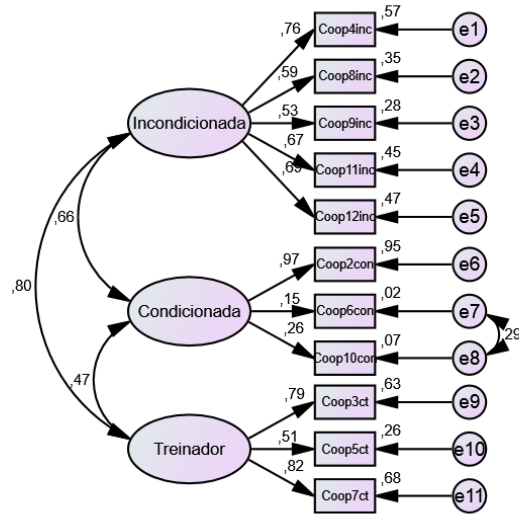 ,76 Coop4inc ,57 e1
,59 Coop8inc ,35 e2
Incondicionada ,53 Coop9inc ,28 e3
,67 Coop11inc ,45 e4
,69 Coop12inc ,47 e5
,66
,80
,97 Coop2con ,95 e6
Condicionada ,15 Coop6con ,02 e7
,29
,26 Coop10con ,07 e8
,47
,79 Coop3ct ,63 e9
Treinador ,51 Coop5ct ,26 e10
,82 Coop7ct ,68 e11